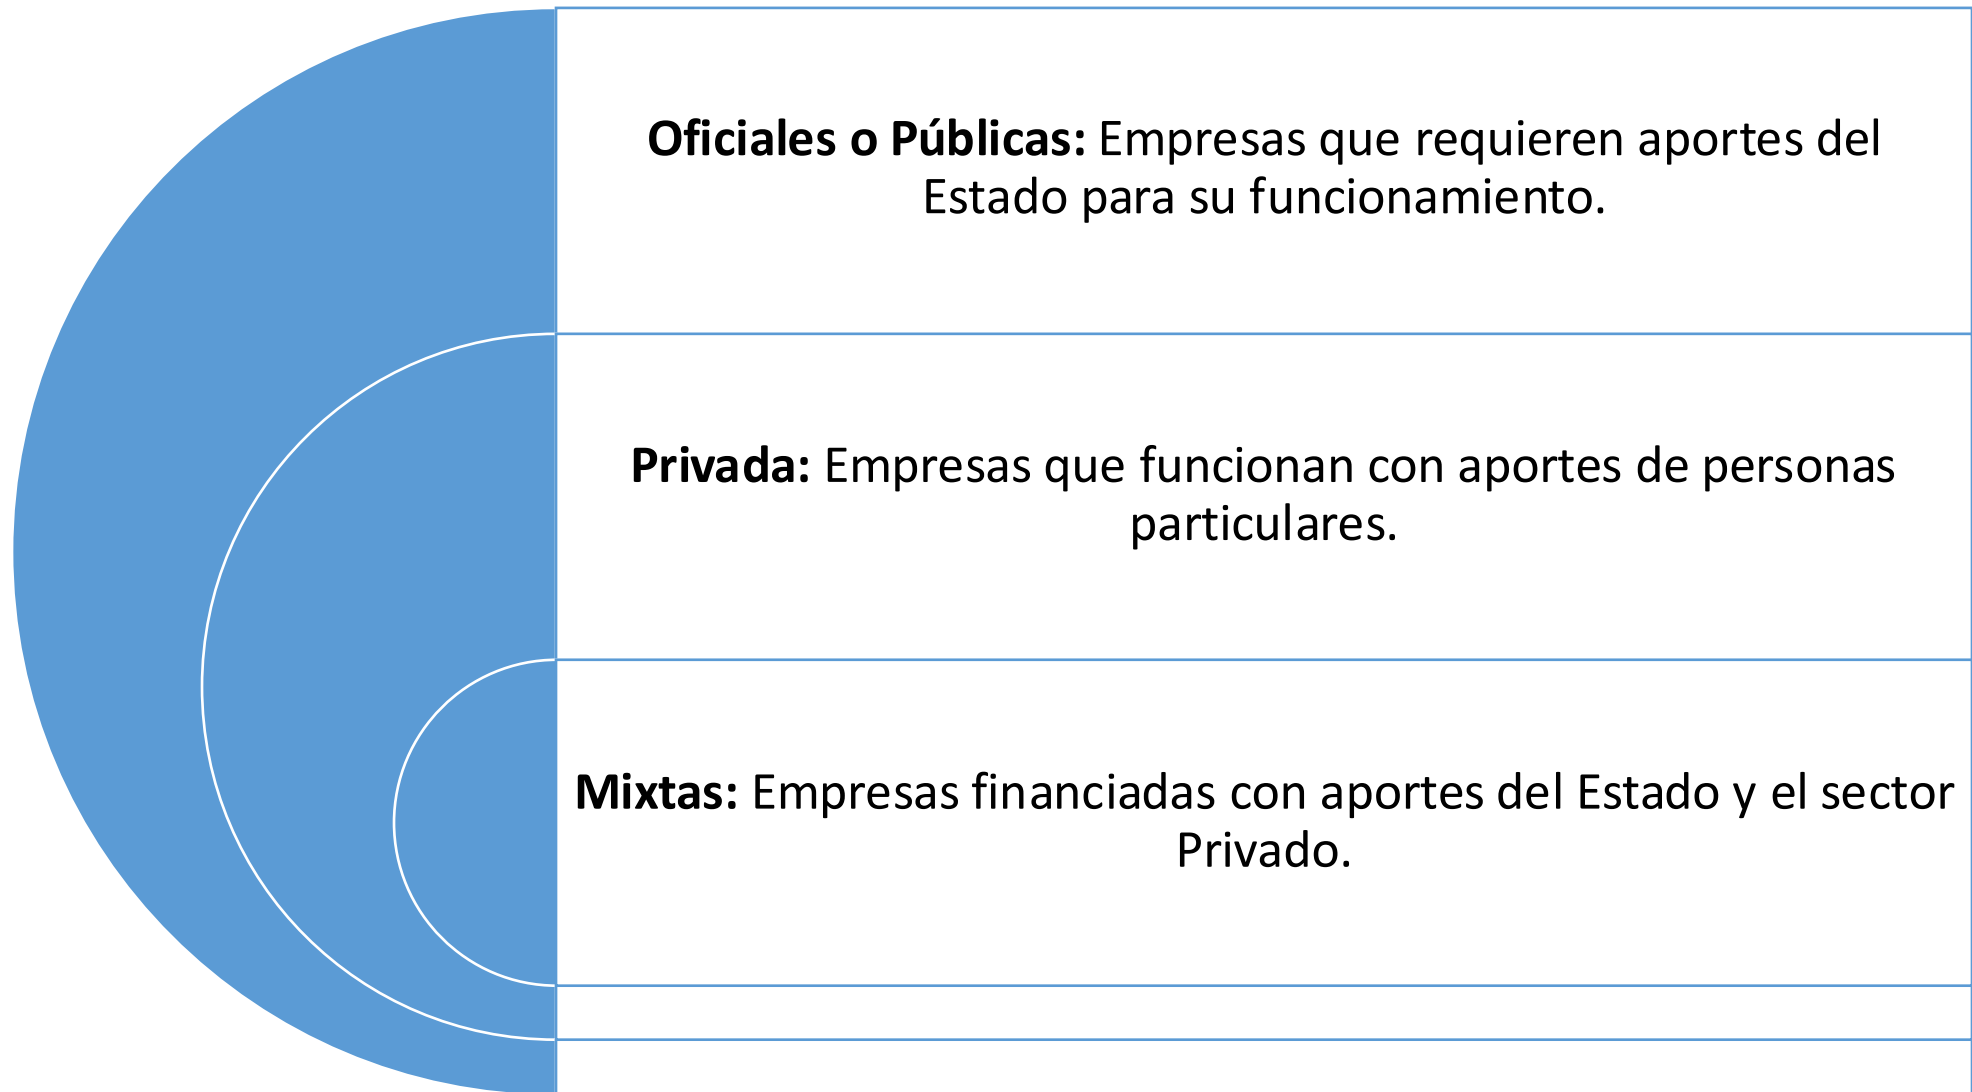 Oficiales o Públicas: Empresas que requieren aportes del
Estado para su funcionamiento.
Privada: Empresas que funcionan con aportes de personas
particulares.
Mixtas: Empresas financiadas con aportes del Estado y el sector
Privado.